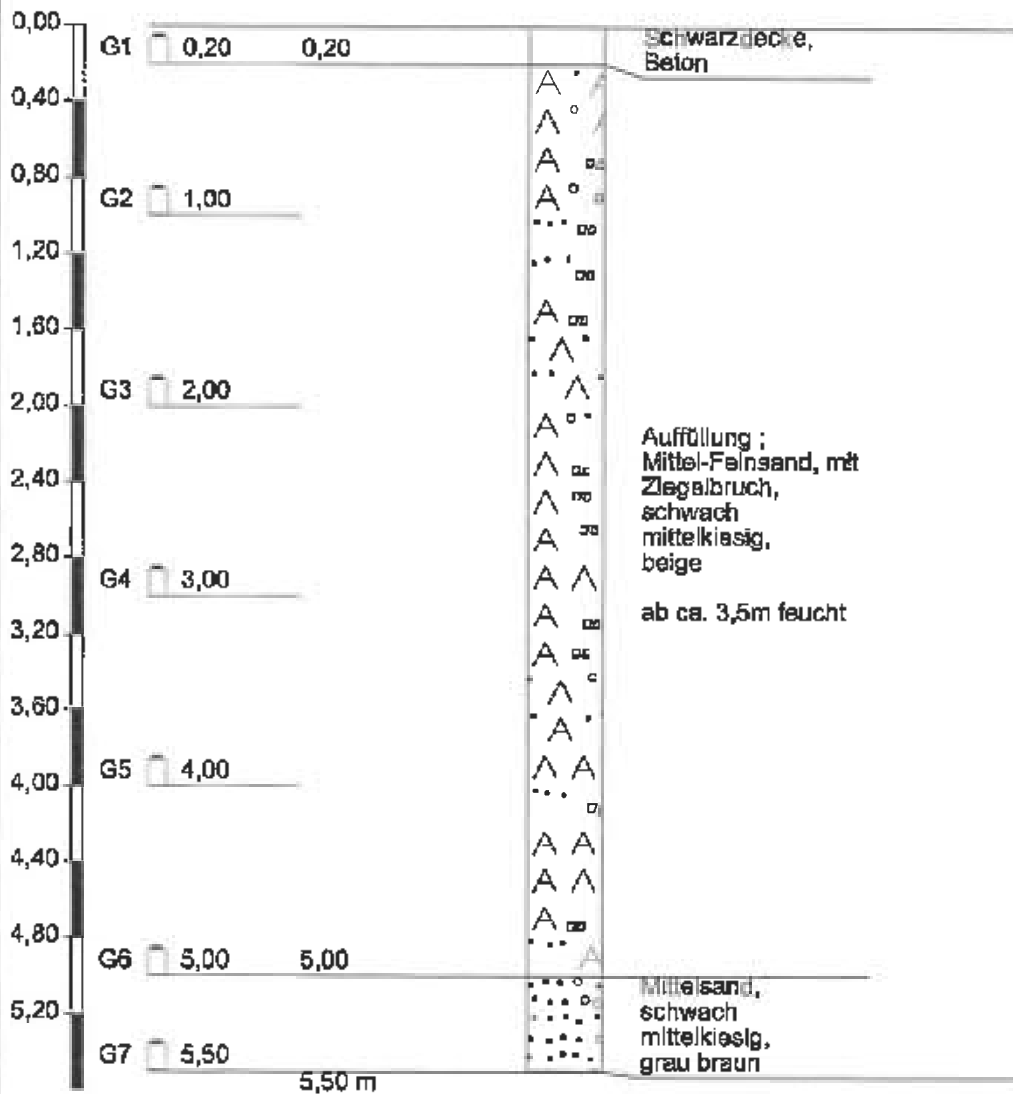 0,00
G1 0,20 0,20
Schwarzdecke,
Beton
0,40
0,80
G2 1,00
1,20
1,60
G3 2,00
2,00
Auffüllung ;
Mittel-Feinsand, mit
Ziegelbruch,
schwach
mittelkiesig,
beige
2,40
2,80
G4 3,00
ab ca. 3,5m feucht
3,20
3,60
G5 4,00
4,00
4,40
4,80
G6 5,00 5,00
5,20
Mittelsand,
schwach
mittelkiesig,
grau braun
G7 5,50
5,50 m